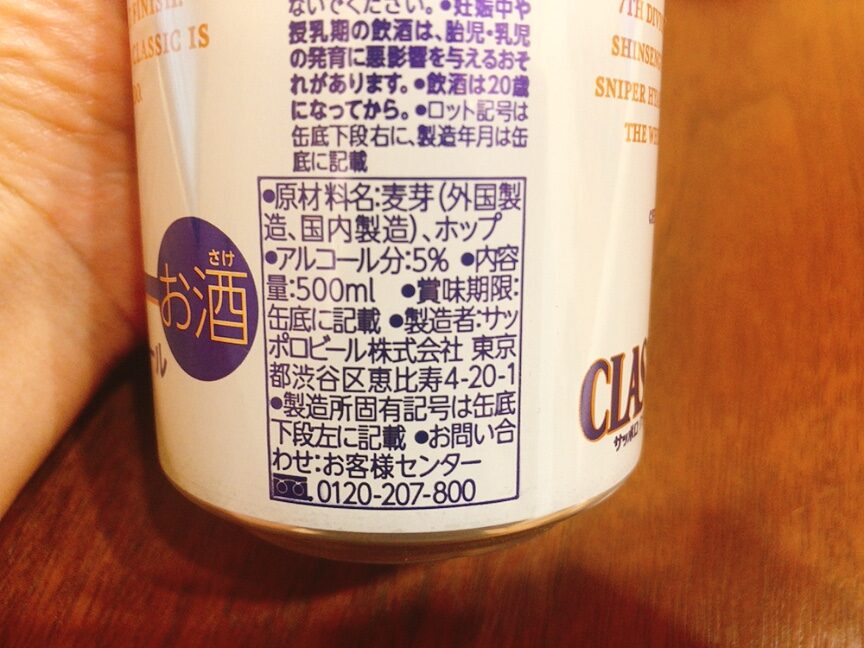 FINISH.
CLASSIC IS
ないでください。●妊娠中や
授乳期の飲酒は、胎児・乳児
の発育に悪影響を与えるおそ
れがあります。●飲酒は20歳
になってから。●ロット記号は
缶底下段右に、製造年月は缶
底に記載
●原材料名:麦芽(外国製
造、国内製造)、ホップ
●アルコール分:5% ●内容
量:500ml ●賞味期限:
缶底に記載 ●製造者:サッ
ポロビール株式会社 東京
都渋谷区恵比寿4-20-1
●製造所固有記号は缶底
下段左に記載 ●お問い合
わせ:お客様センター
0120-207-800
さけ
お酒
ール
7TH DIV
SHINSENG
SNIPER HYA
THE W
CLAS
サッポロ